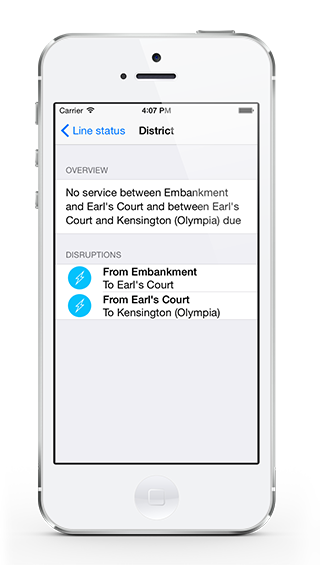 Carrier 4:07 PM
Line status District
OVERVIEW
No service between Embankment
and Earl's Court and between Earl's
Court and Kensington (Olympia) due
DISRUPTIONS
From Embankment
To Earl's Court
From Earl's Court
To Kensington (Olympia)